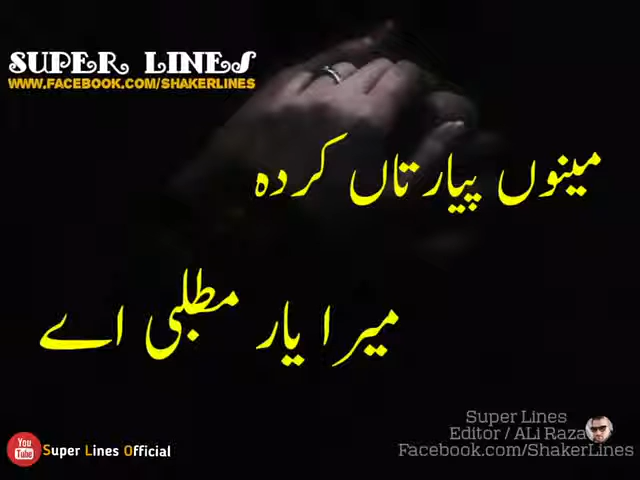 SUPER LINES
WWW.FACEBOOK.COM/SHAKERLINES
مینوں پیار تاں کردہ
میرا یار مطلبی اے
You Tube
Super Lines Official
Super Lines
Editor / ALi Raza
Facebook.com/ShakerLines